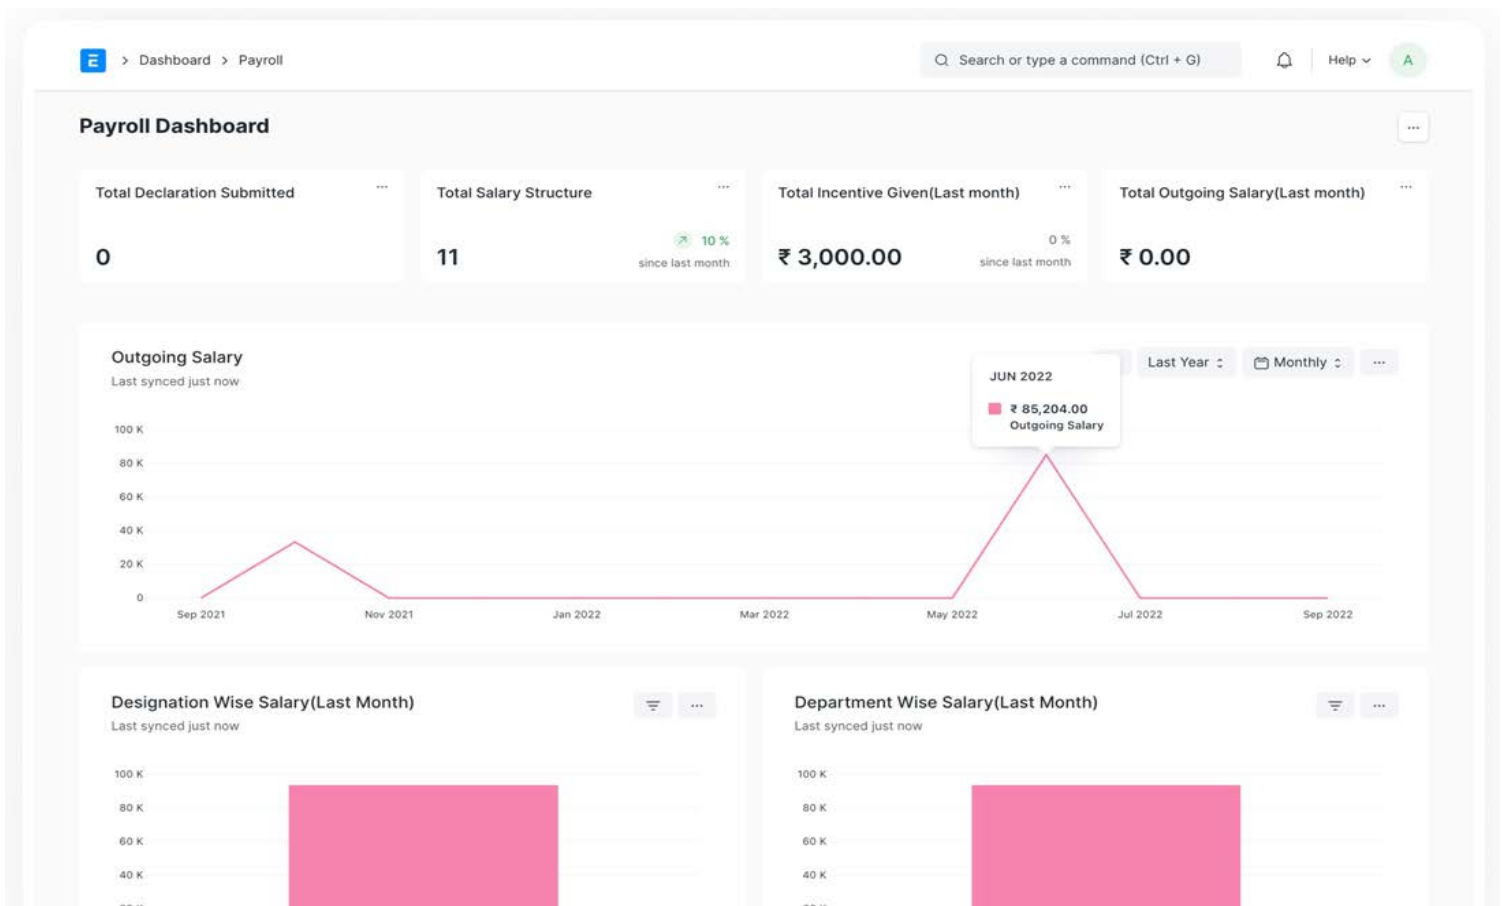 E > Dashboard > Payroll
Search or type a command (Ctrl + G)
Help
A
Payroll Dashboard
Total Declaration Submitted
0
Total Salary Structure
11
10 %
since last month
Total Incentive Given(Last month)
₹ 3,000.00
0 %
since last month
Total Outgoing Salary(Last month)
₹ 0.00
Outgoing Salary
Last synced just now
Last Year
Monthly
JUN 2022
₹ 85,204.00
Outgoing Salary
100 K
80 K
60 K
40 K
20 K
0
Sep 2021 Nov 2021 Jan 2022 Mar 2022 May 2022 Jul 2022 Sep 2022
Designation Wise Salary(Last Month)
Last synced just now
100 K
80 K
60 K
40 K
Department Wise Salary(Last Month)
Last synced just now
100 K
80 K
60 K
40 K